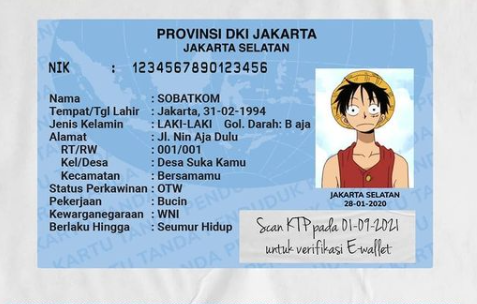 PROVINSI DKI JAKARTA
JAKARTA SELATAN
NIK : 1234567890123456
Nama : SOBATKOM
Tempat/Tgl Lahir : Jakarta, 31-02-1994
Jenis Kelamin : LAKI-LAKI Gol. Darah: B aja
Alamat : Jl. Nin Aja Dulu
RT/RW : 001/001
Kel/Desa : Desa Suka Kamu
Kecamatan : Bersamamu
Status Perkawinan : OTW
Pekerjaan : Bucin
Kewarganegaraan : WNI
Berlaku Hingga : Seumur Hidup
JAKARTA SELATAN
28-01-2020
Scan KTP pada 01-09-2021
untuk verifikasi E-wallet